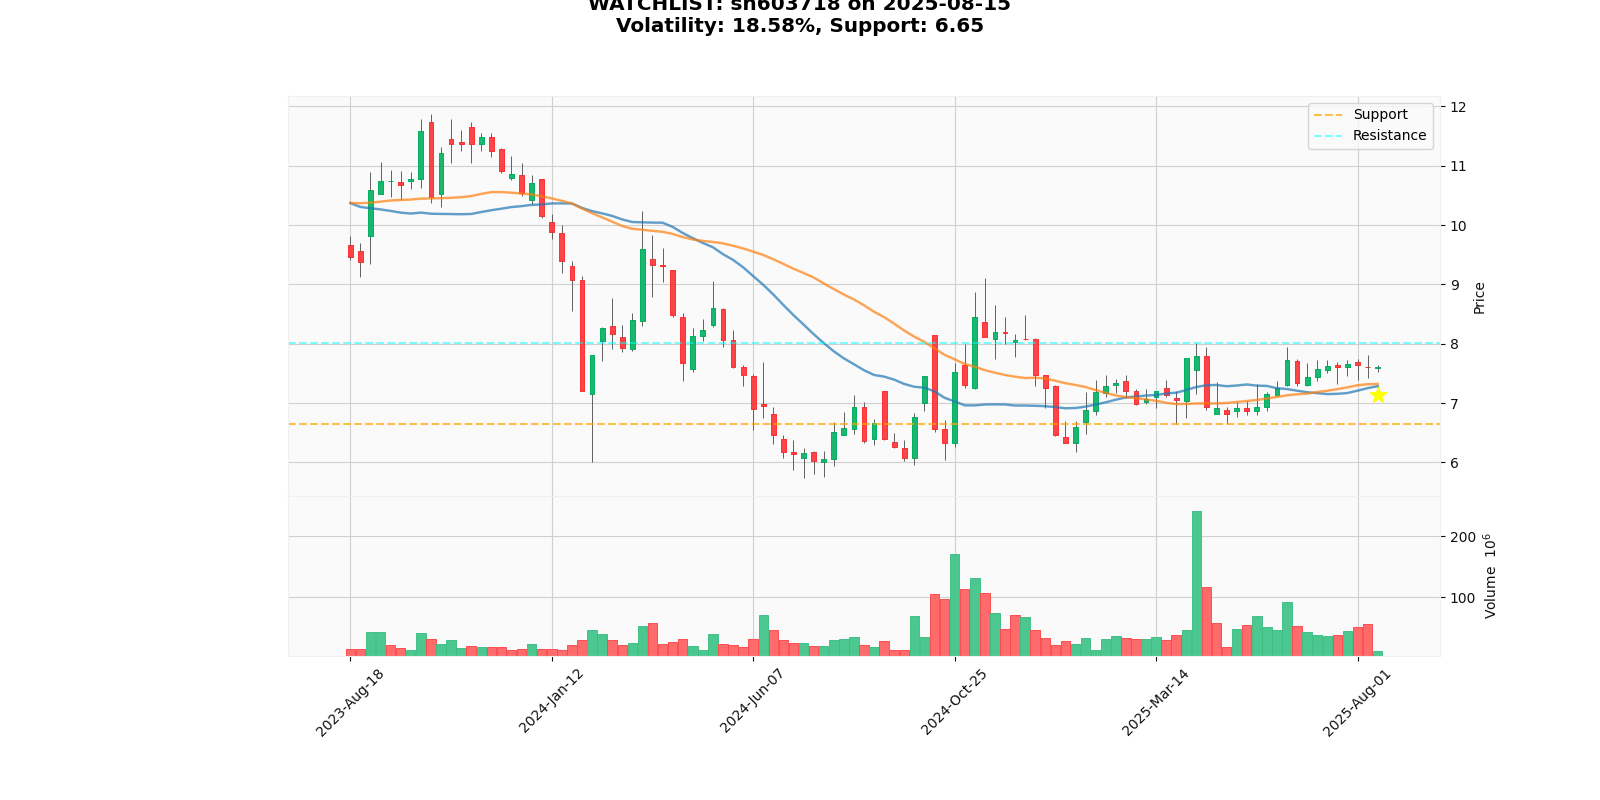 WATCHLIST: sh603718 on 2025-08-15
Volatility: 18.58%, Support: 6.65
Support
Resistance
12
11
10
9
8
7
6
Price
200
100
Volume 10⁶
2023-Aug-18
2024-Jan-12
2024-Jun-07
2024-Oct-25
2025-Mar-14
2025-Aug-01